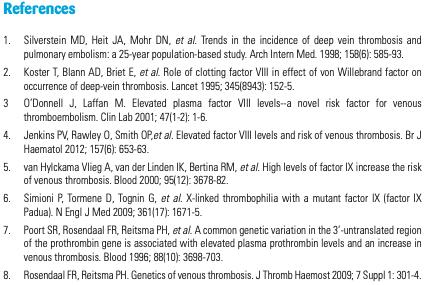 References
1. Silverstein MD, Heit JA, Mohr DN, et al. Trends in the incidence of deep vein thrombosis and
pulmonary embolism: a 25-year population-based study. Arch Intern Med. 1998; 158(6): 585-93.
2. Koster T, Blann AD, Briet E, et al. Role of clotting factor VIII in effect of von Willebrand factor on
occurrence of deep-vein thrombosis. Lancet 1995; 345(8943): 152-5.
3 O’Donnell J, Laffan M. Elevated plasma factor VIII levels--a novel risk factor for venous
thromboembolism. Clin Lab 2001; 47(1-2): 1-6.
4. Jenkins PV, Rawley O, Smith OP,et al. Elevated factor VIII levels and risk of venous thrombosis. Br J
Haematol 2012; 157(6): 653-63.
5. van Hylckama Vlieg A, van der Linden IK, Bertina RM, et al. High levels of factor IX increase the risk
of venous thrombosis. Blood 2000; 95(12): 3678-82.
6. Simioni P, Tormene D, Tognin G, et al. X-linked thrombophilia with a mutant factor IX (factor IX
Padua). N Engl J Med 2009; 361(17): 1671-5.
7. Poort SR, Rosendaal FR, Reitsma PH, et al. A common genetic variation in the 3’-untranslated region
of the prothrombin gene is associated with elevated plasma prothrombin levels and an increase in
venous thrombosis. Blood 1996; 88(10): 3698-703.
8. Rosendaal FR, Reitsma PH. Genetics of venous thrombosis. J Thromb Haemost 2009; 7 Suppl 1: 301-4.